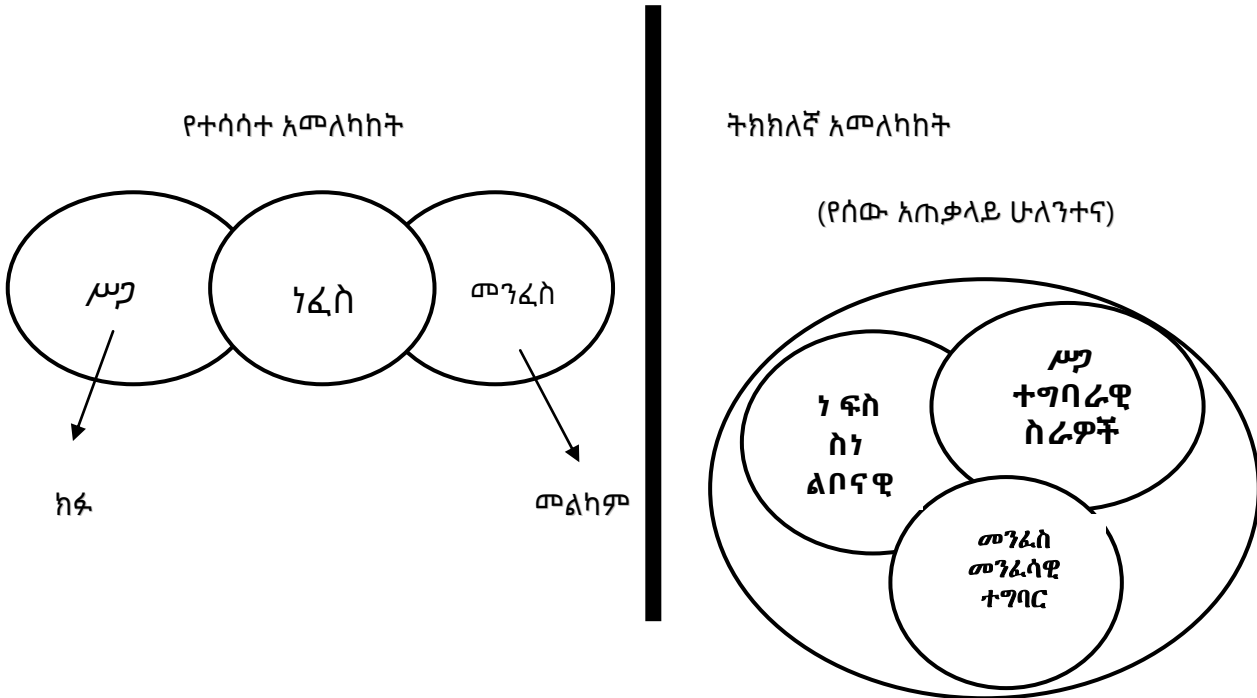 የተሳሳተ አመለካከት
ሥጋ
ነፈስ
መንፈስ
ክፉ
መልካም
ትክክለኛ አመለካከት
(የሰው አጠቃላይ ሁለንተና)
ነ ፍስ
ስነ
ልቦናዊ
ሥጋ
ተግባራዊ
ስራዎች
መንፈስ
መንፈሳዊ
ተግባር